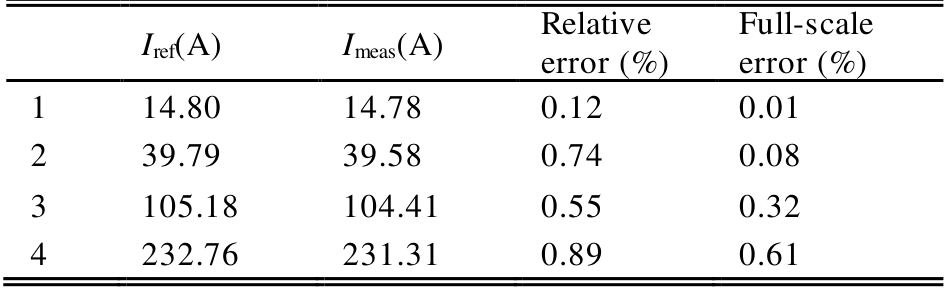 I_ref(A) I_meas(A) Relative error (%) Full-scale error (%)
1 14.80 14.78 0.12 0.01
2 39.79 39.58 0.74 0.08
3 105.18 104.41 0.55 0.32
4 232.76 231.31 0.89 0.61